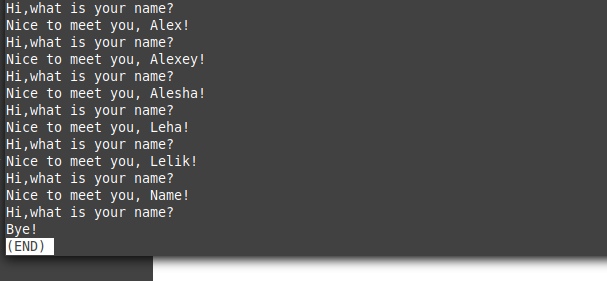 Hi,what is your name?
Nice to meet you, Alex!
Hi,what is your name?
Nice to meet you, Alexey!
Hi,what is your name?
Nice to meet you, Alesha!
Hi,what is your name?
Nice to meet you, Leha!
Hi,what is your name?
Nice to meet you, Lelik!
Hi,what is your name?
Nice to meet you, Name!
Hi,what is your name?
Bye!
(END)